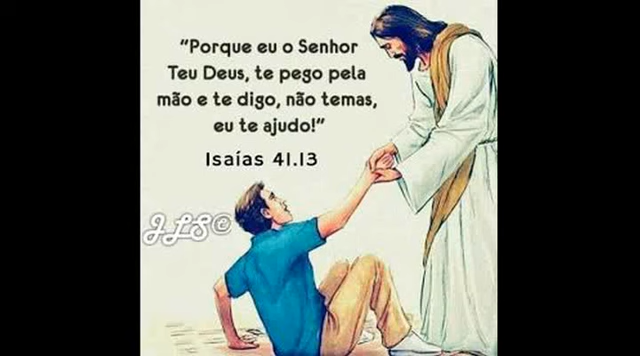 “Porque eu o Senhor
Teu Deus, te pego pela
mão e te digo, não temas,
eu te ajudo!”
Isaías 41.13
JLS©